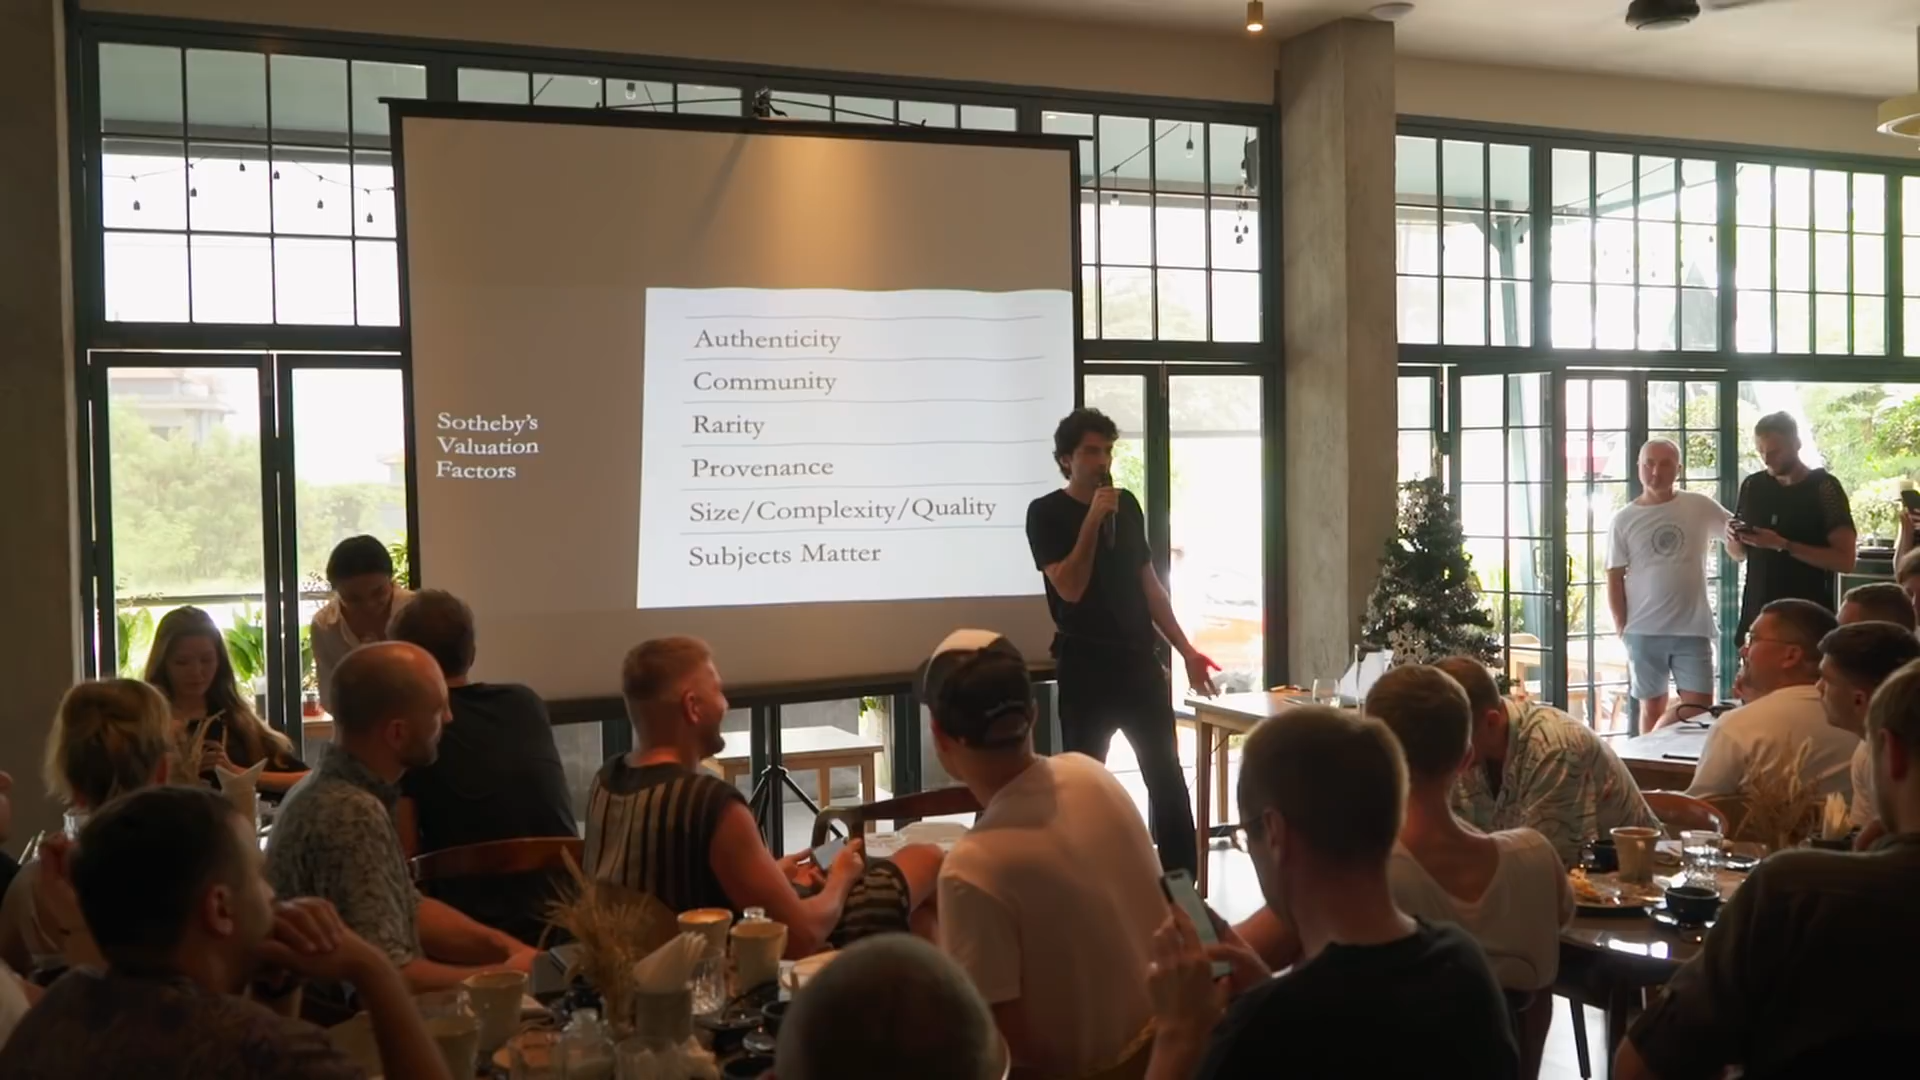 Sotheby's
Valuation
Factors
Authenticity
Community
Rarity
Provenance
Size/Complexity/Quality
Subjects Matter